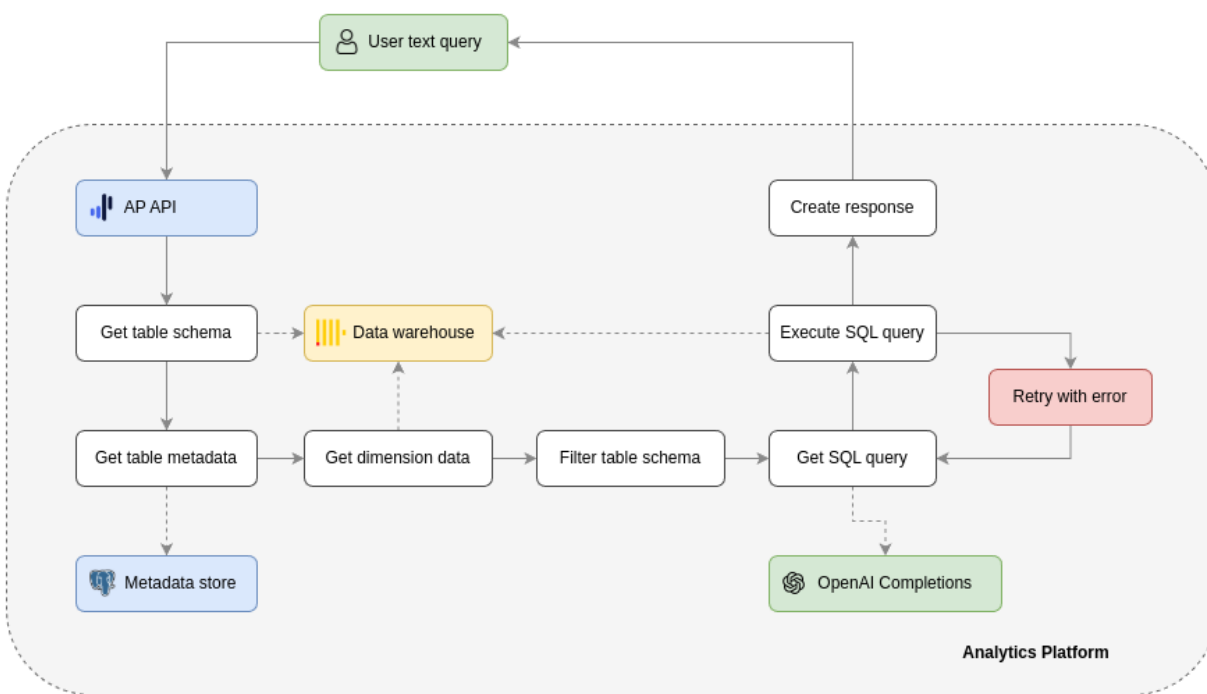 User text query
AP API
Create response
Get table schema
Data warehouse
Execute SQL query
Retry with error
Get table metadata
Get dimension data
Filter table schema
Get SQL query
Metadata store
OpenAI Completions
Analytics Platform